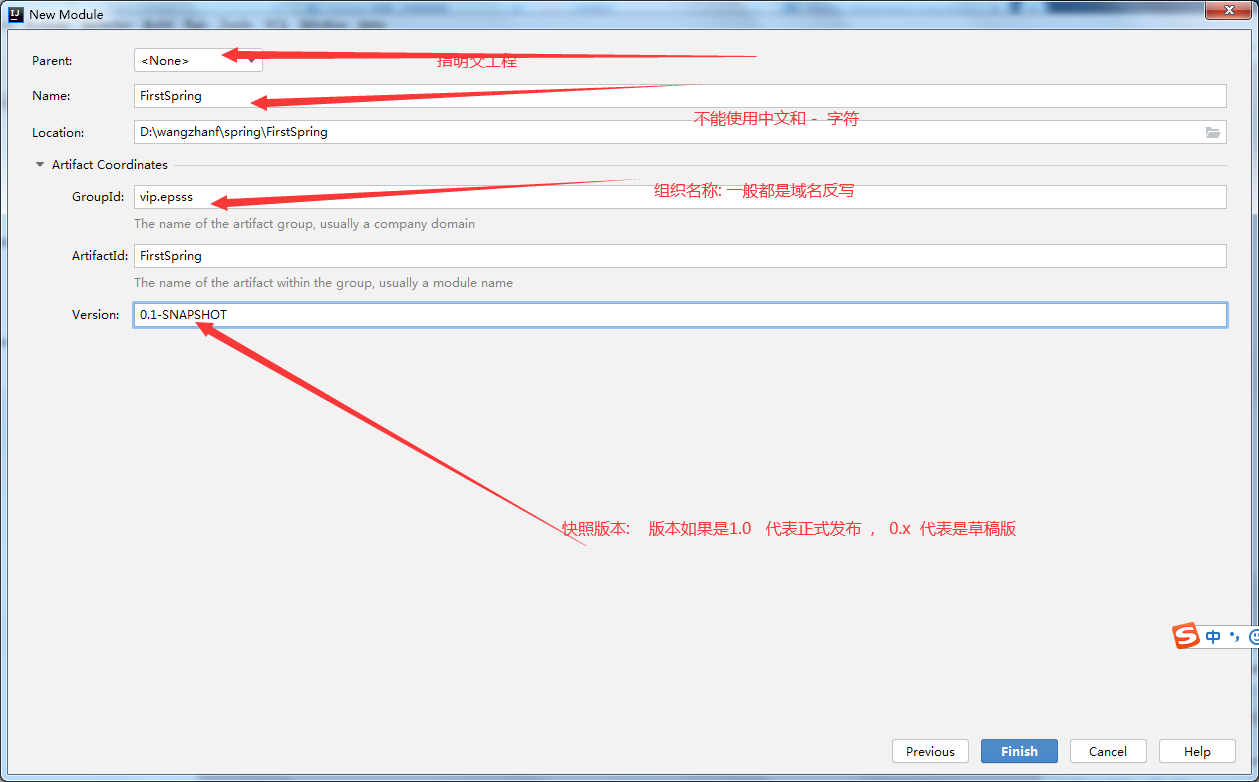 New Module
Parent: <None> 指明父工程
Name: FirstSpring
不能使用中文和 - 字符
Location: D:\wangzhanf\spring\FirstSpring
Artifact Coordinates
GroupId: vip.epsss 组织名称: 一般都是域名反写
The name of the artifact group, usually a company domain
ArtifactId: FirstSpring
The name of the artifact within the group, usually a module name
Version: 0.1-SNAPSHOT
快照版本: 版本如果是1.0 代表正式发布 , 0.x 代表是草稿版
中
Previous Finish Cancel Help